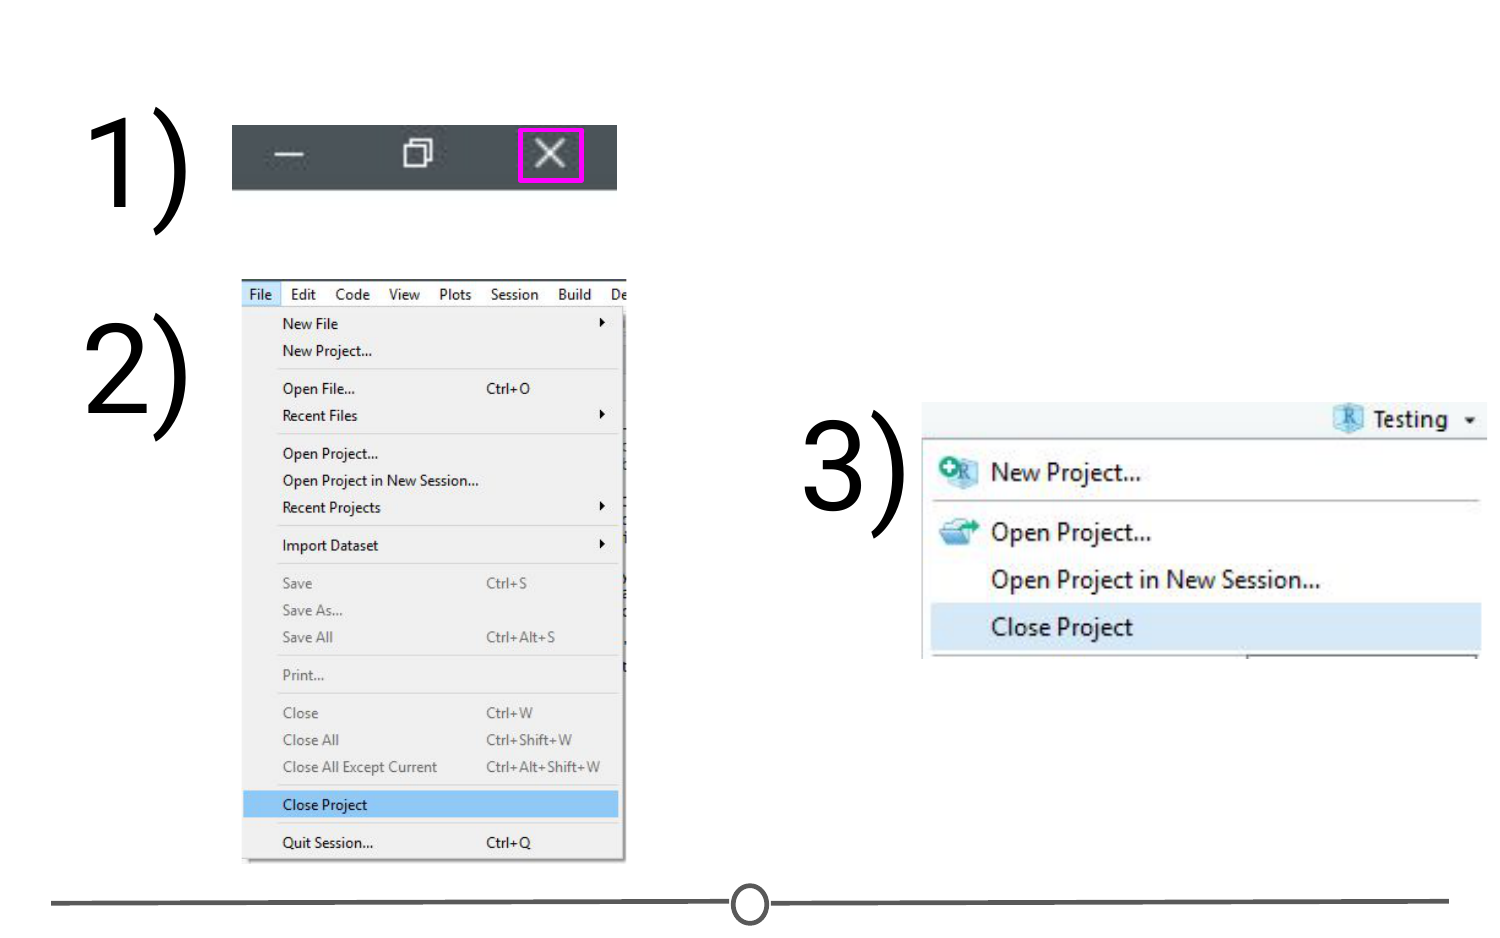 1)
2)
File Edit Code View Plots Session Build
New File
New Project...
Open File... Ctrl+O
Recent Files
Open Project...
Open Project in New Session...
Recent Projects
Import Dataset
Save Ctrl+S
Save As...
Save All Ctrl+Alt+S
Print...
Close Ctrl+W
Close All Ctrl+Shift+W
Close All Except Current Ctrl+Alt+Shift+W
Close Project
Quit Session... Ctrl+Q
3)
R Testing
New Project...
Open Project...
Open Project in New Session...
Close Project